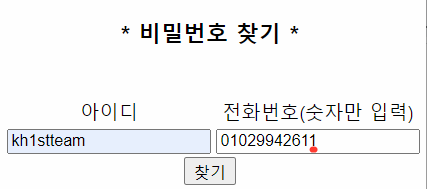 * 비밀번호 찾기 *
아이디 전화번호(숫자만 입력)
kh1stteam 01029942611
찾기